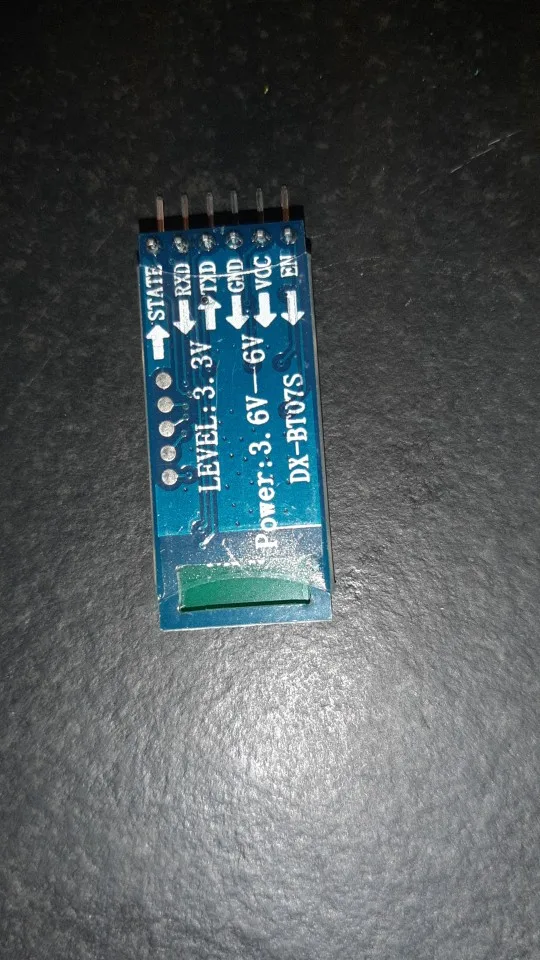 STATE
RXD
TXD
GND
VCC
EN
LEVEL:3.3V
Power:3.6V—6V
DX-BT07S